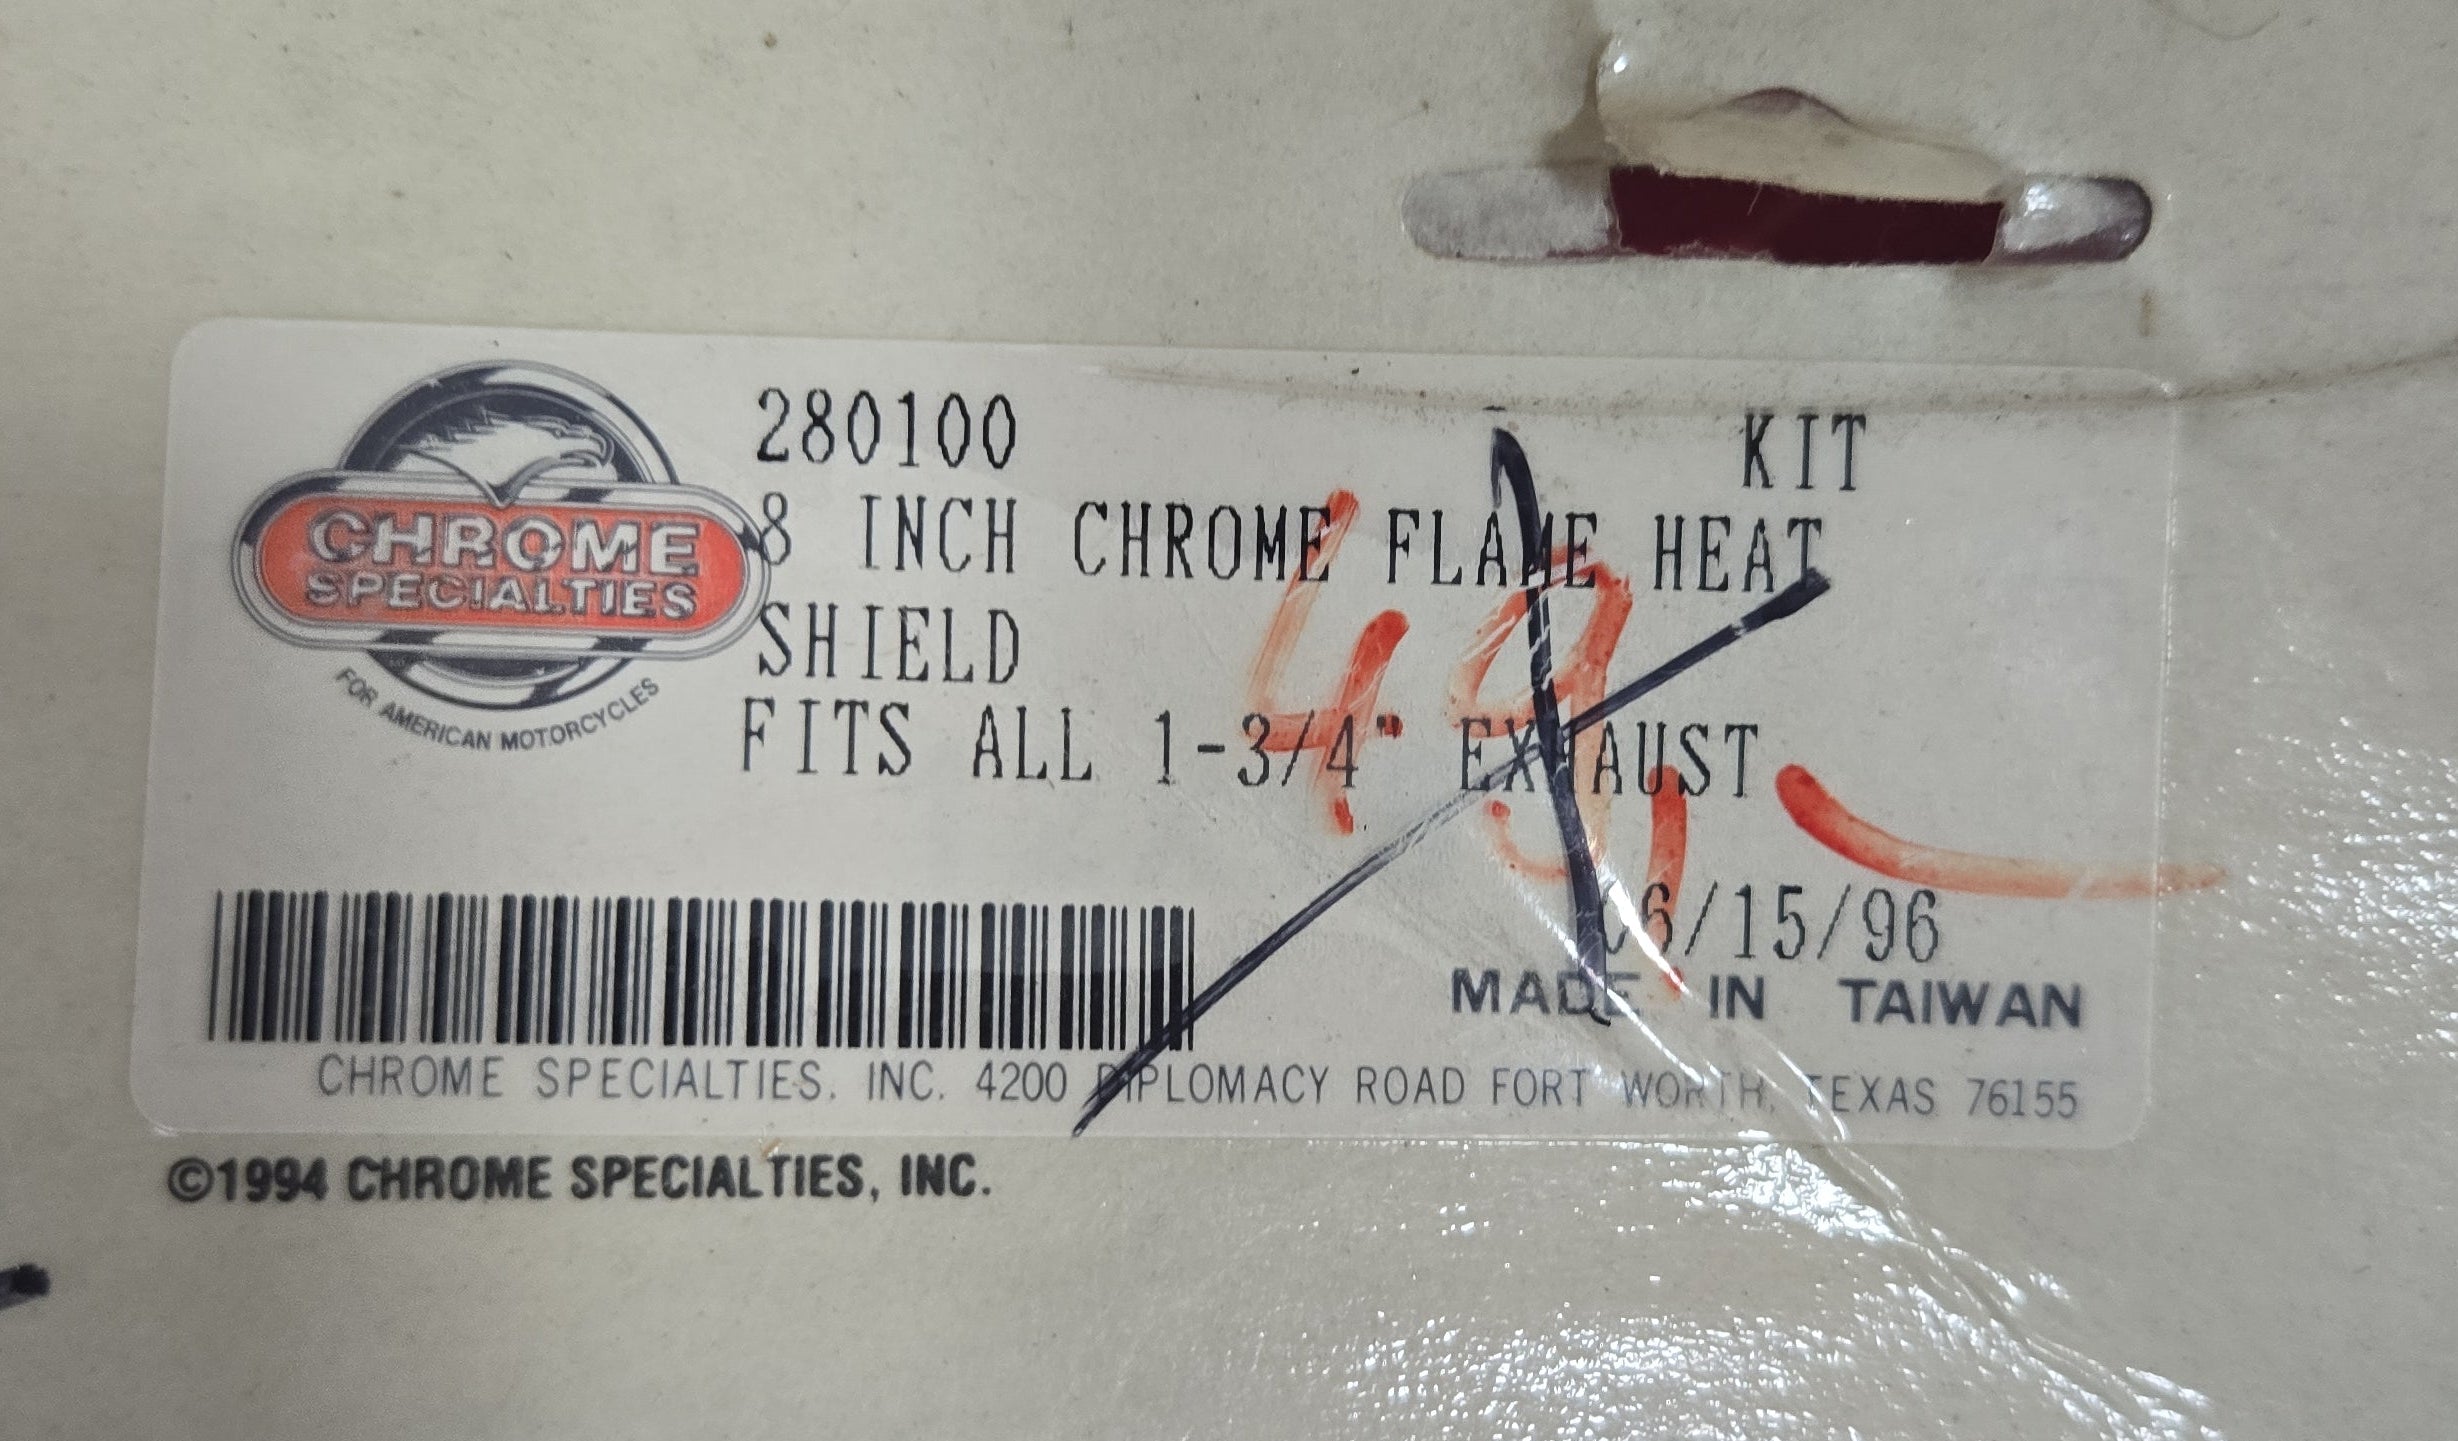 280100 KIT
CHROME
SPECIALTIES
FOR AMERICAN MOTORCYCLES
8 INCH CHROME FLAME HEAT
SHIELD
FITS ALL 1-3/4" EXHAUST
49,-
06/15/96
MADE IN TAIWAN
CHROME SPECIALTIES, INC. 4200 DIPLOMACY ROAD FORT WORTH, TEXAS 76155
©1994 CHROME SPECIALTIES, INC.